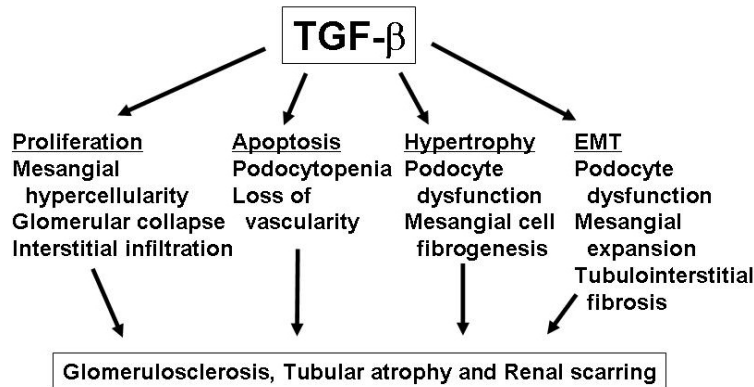 TGF-β
Proliferation
Mesangial
hypercellularity
Glomerular collapse
Interstitial infiltration
Apoptosis
Podocytopenia
Loss of
vascularity
Hypertrophy
Podocyte
dysfunction
Mesangial cell
fibrogenesis
EMT
Podocyte
dysfunction
Mesangial
expansion
Tubulointerstitial
fibrosis
Glomerulosclerosis, Tubular atrophy and Renal scarring